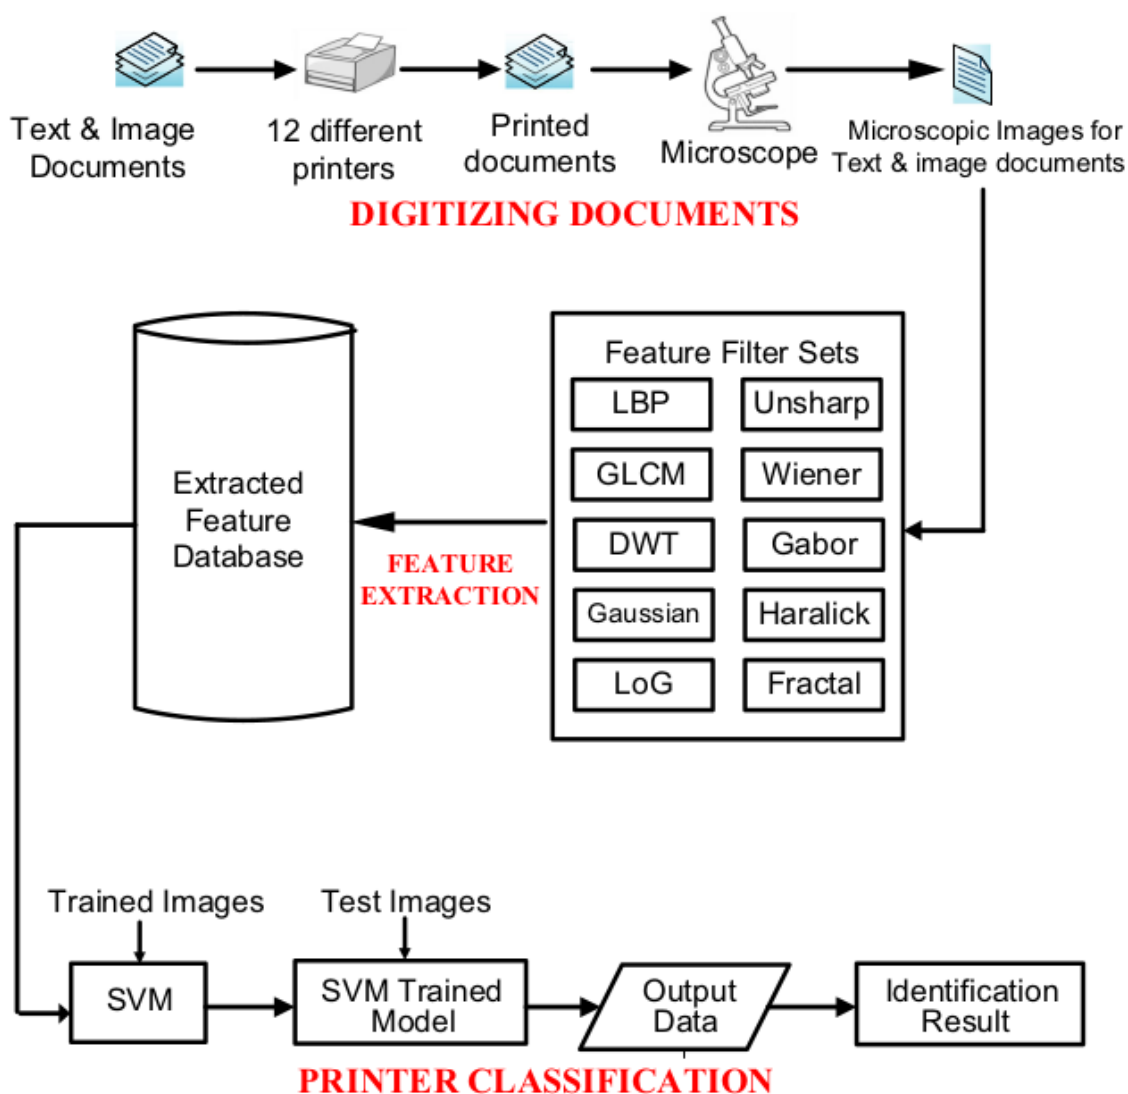 Text & Image
Documents
12 different
printers
Printed
documents
Microscope
Microscopic Images for
Text & image documents
DIGITIZING DOCUMENTS
Feature Filter Sets
LBP
Unsharp
GLCM
Wiener
DWT
Gabor
Gaussian
Haralick
LoG
Fractal
FEATURE
EXTRACTION
Extracted
Feature
Database
Trained Images
Test Images
SVM
SVM Trained
Model
Output
Data
Identification
Result
PRINTER CLASSIFICATION